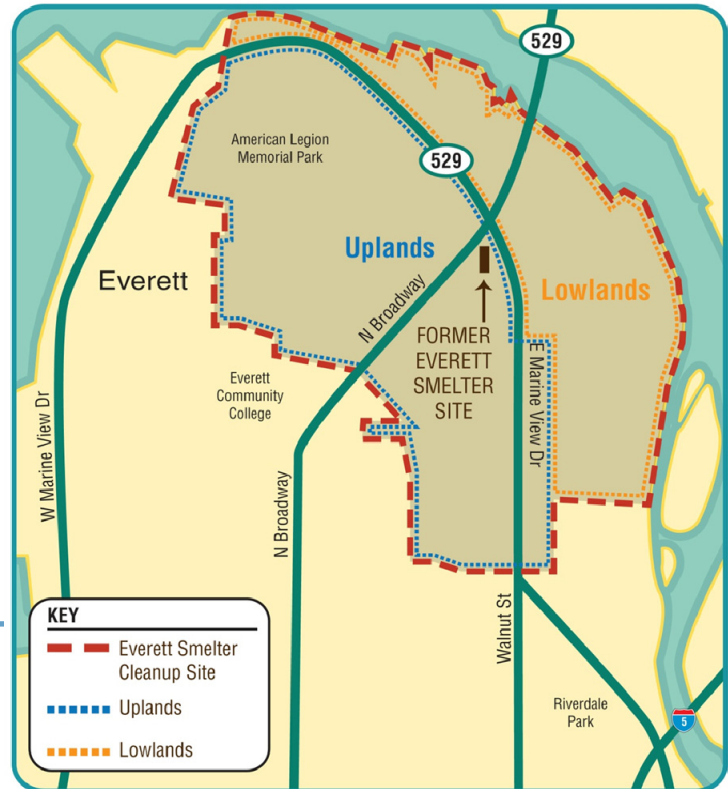 529
American Legion
Memorial Park
529
Uplands
Everett
Lowlands
N Broadway
FORMER
EVERETT
SMELTER
SITE
E Marine View Dr
Everett
Community
College
W Marine View Dr
N Broadway
Walnut St
KEY
Everett Smelter
Cleanup Site
Uplands
Lowlands
Riverdale
Park
5